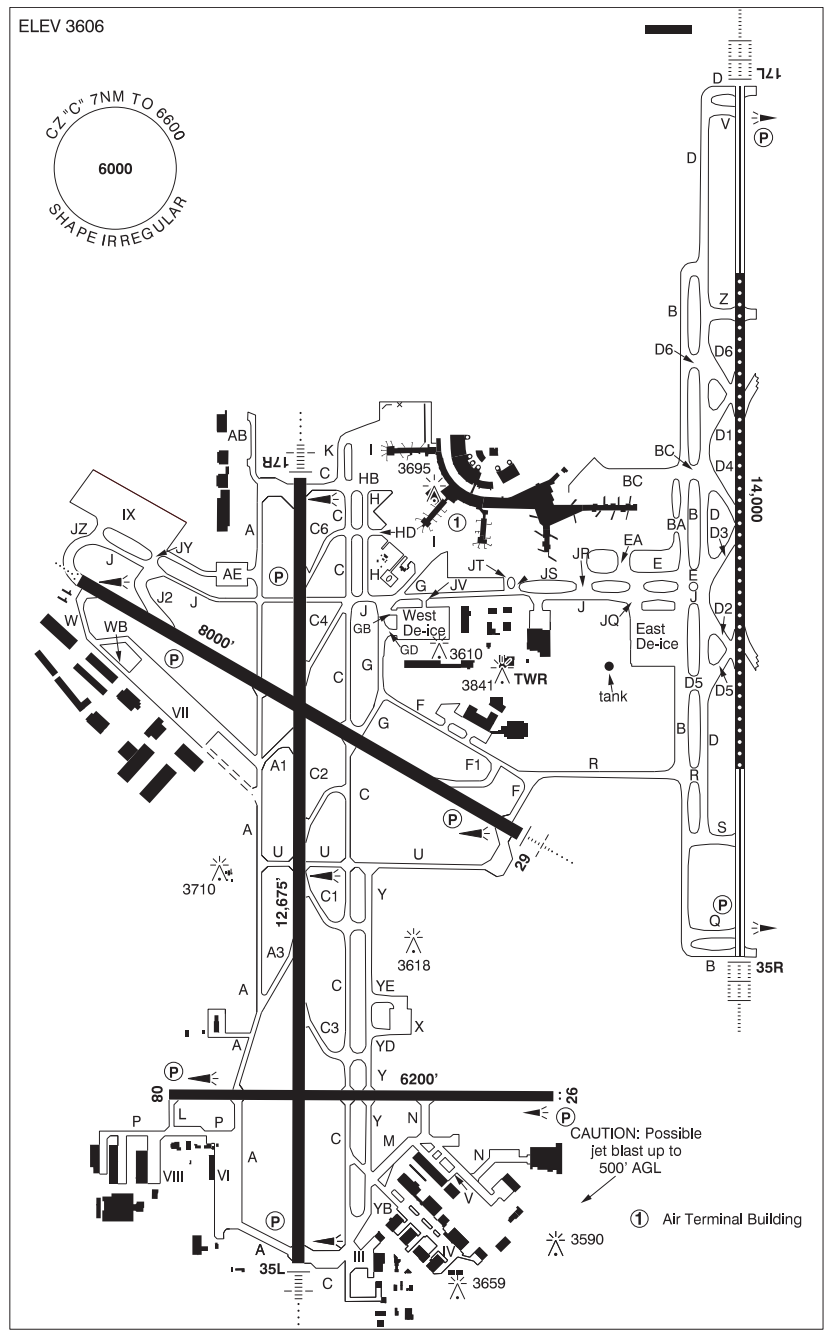 ELEV 3606
CZ "C" 7NM TO 6600
6000
SHAPE IRREGULAR
D
17L
V
P
D
B
Z
D6
D6
D1
D4
BC
BC
14,000
AB
17R
K
I
C
3695
HB
H
C
C6
HD
1
I
A
IX
JZ
JY
J
AE
P
C
H
BA
B
D
D3
JR
EA
E
E
JT
JS
JV
G
11
J2
J
C4
J
GB
West
De-ice
GD
3610
J
JQ
East
De-ice
J
D2
8000'
W
WB
P
VII
C
G
3841
TWR
tank
D5
D5
F
G
B
D
A1
C2
C
F1
F
R
R
A
P
29
S
U
U
U
3710
12,675'
C1
Y
P
Q
A3
3618
B
35R
C
YE
A
C3
X
YD
A
P
Y
6200'
80
26
P
L
P
P
Y
N
A
C
M
CAUTION: Possible
jet blast up to
500' AGL
N
VIII
VI
V
YB
P
1 Air Terminal Building
A
III
IV
3590
35L
C
3659